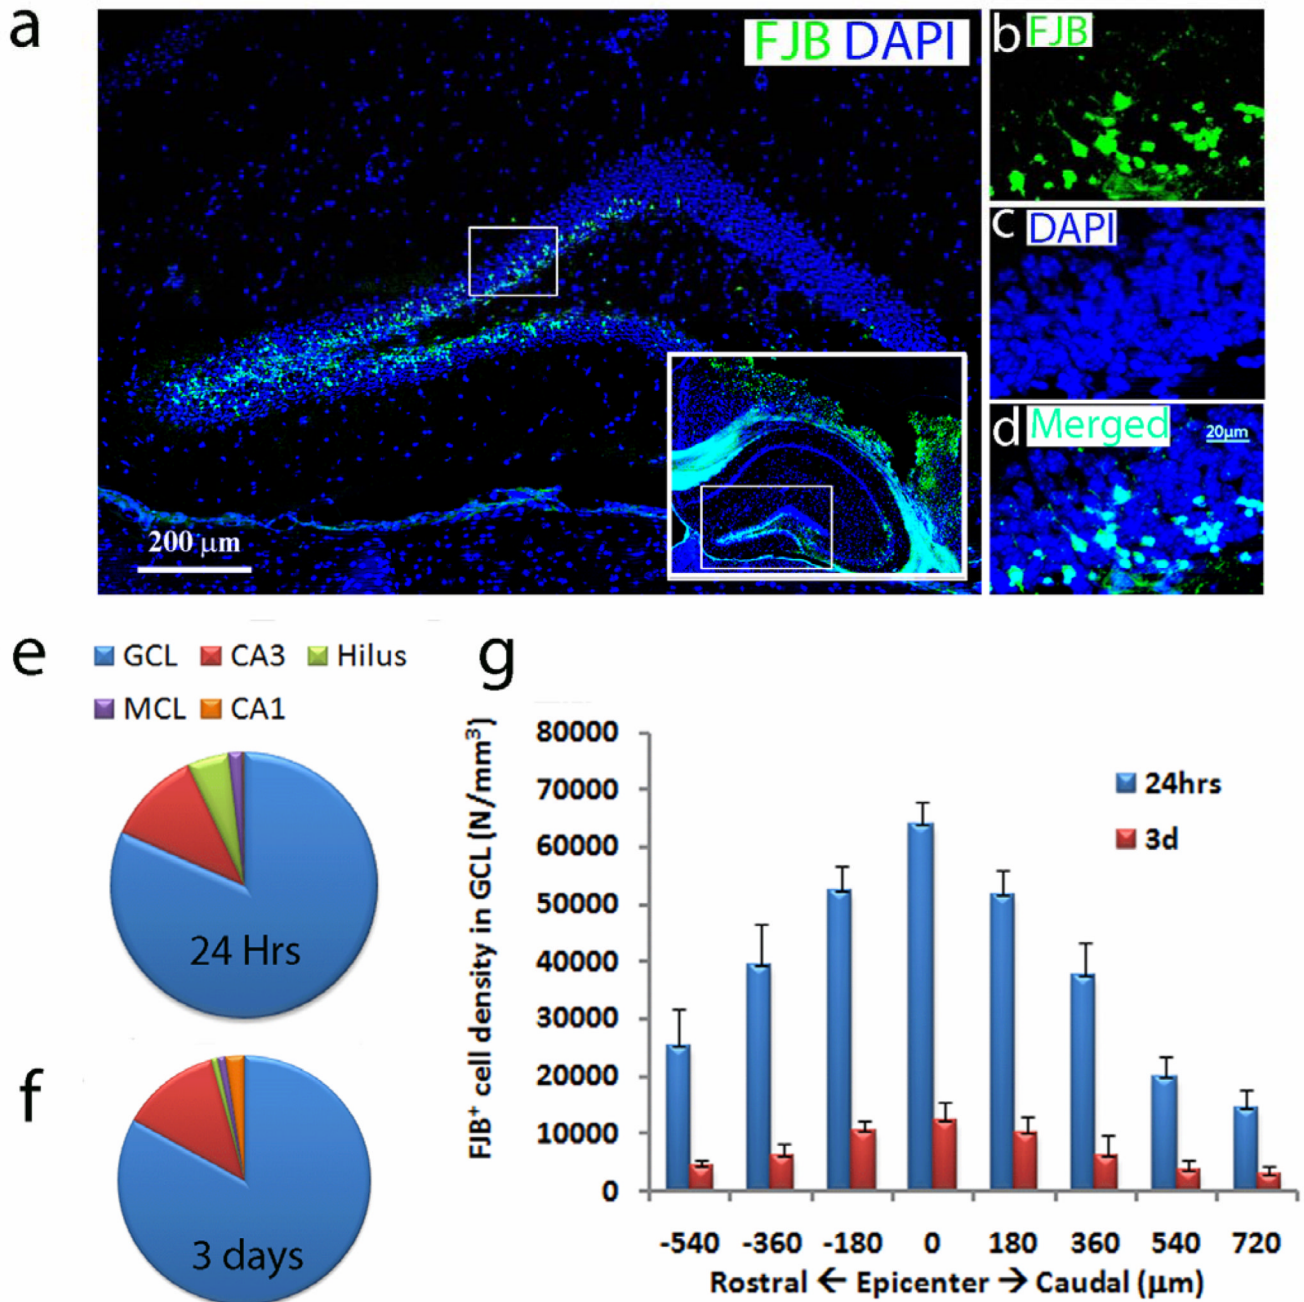 a
FJB DAPI
200 µm
b FJB
c DAPI
d Merged
20µm
e
GCL CA3 Hilus
MCL CA1
24 Hrs
f
3 days
g
FJB⁺ cell density in GCL (N/mm³)
80000
70000
60000
50000
40000
30000
20000
10000
0
24hrs
3d
-540 -360 -180 0 180 360 540 720
Rostral ← Epicenter → Caudal (µm)